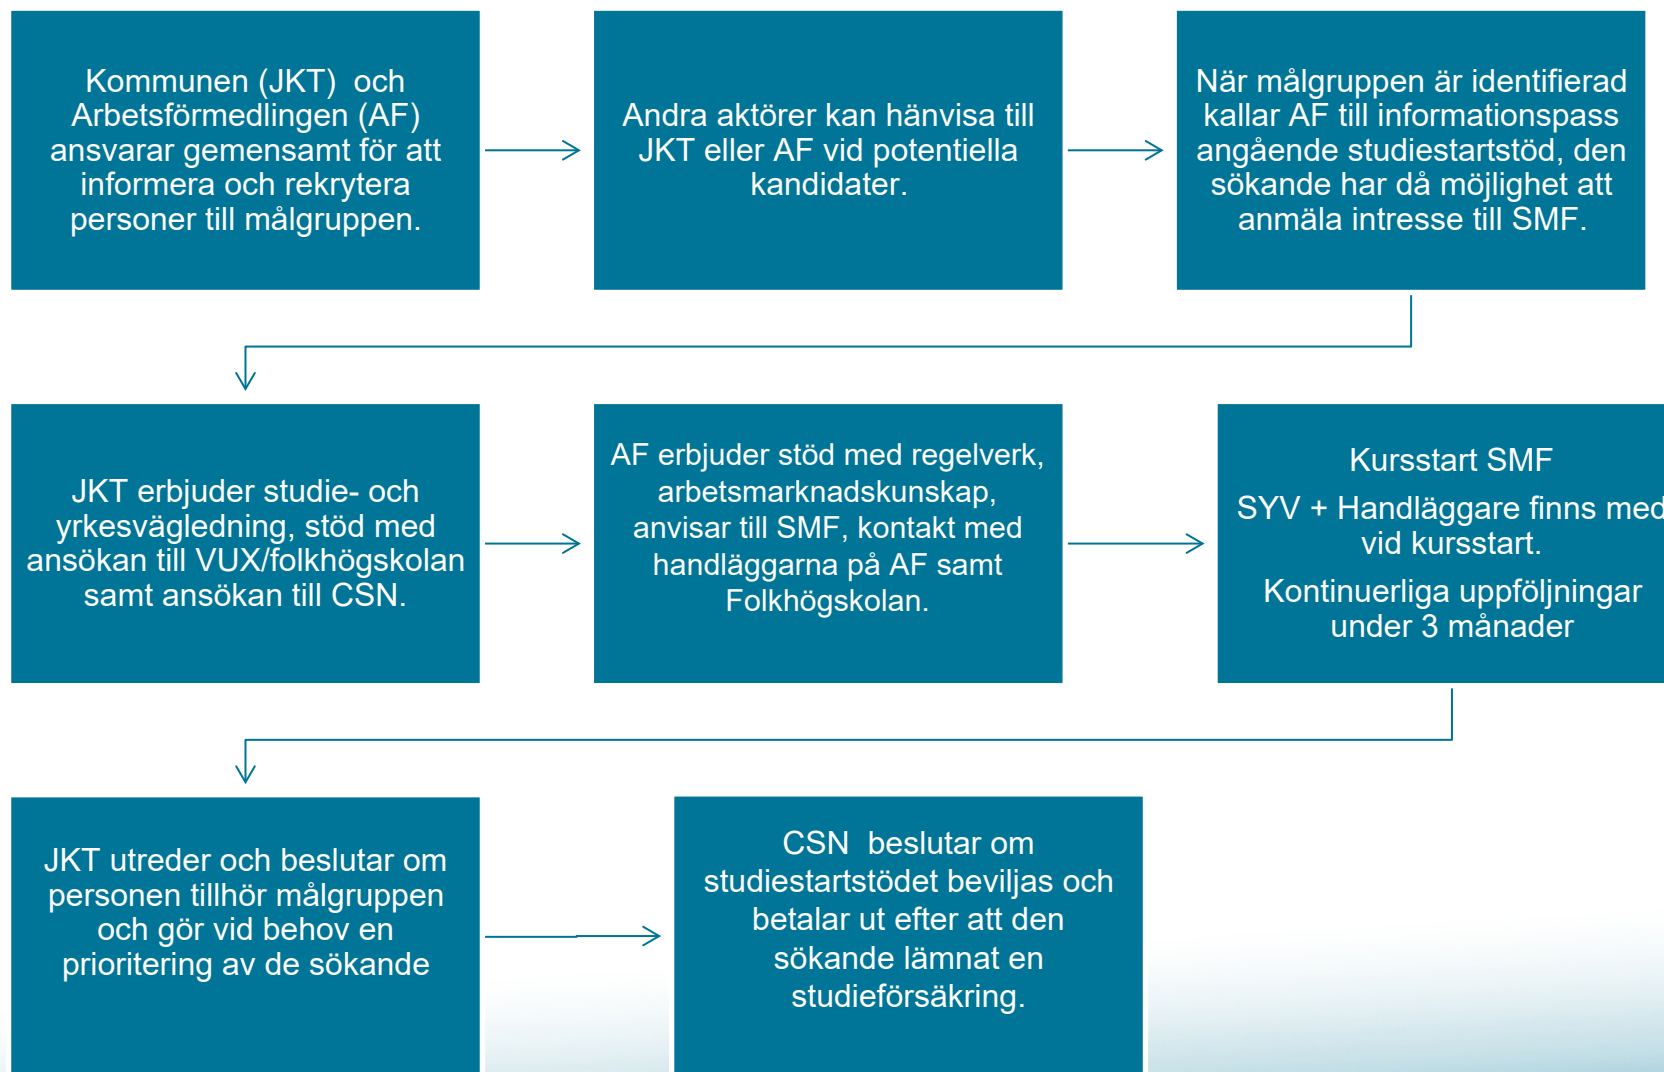 Kommunen (JKT) och
Arbetsförmedlingen (AF)
ansvarar gemensamt för att
informera och rekrytera
personer till målgruppen.
Andra aktörer kan hänvisa till
JKT eller AF vid potentiella
kandidater.
När målgruppen är identifierad
kallar AF till informationspass
angående studiestartstöd, den
sökande har då möjlighet att
anmäla intresse till SMF.
JKT erbjuder studie- och
yrkesvägledning, stöd med
ansökan till VUX/folkhögskolan
samt ansökan till CSN.
AF erbjuder stöd med regelverk,
arbetsmarknadskunskap,
anvisar till SMF, kontakt med
handläggarna på AF samt
Folkhögskolan.
Kursstart SMF
SYV + Handläggare finns med
vid kursstart.
Kontinuerliga uppföljningar
under 3 månader
JKT utreder och beslutar om
personen tillhör målgruppen
och gör vid behov en
prioritering av de sökande
CSN beslutar om
studiestartstödet beviljas och
betalar ut efter att den
sökande lämnat en
studieförsäkring.